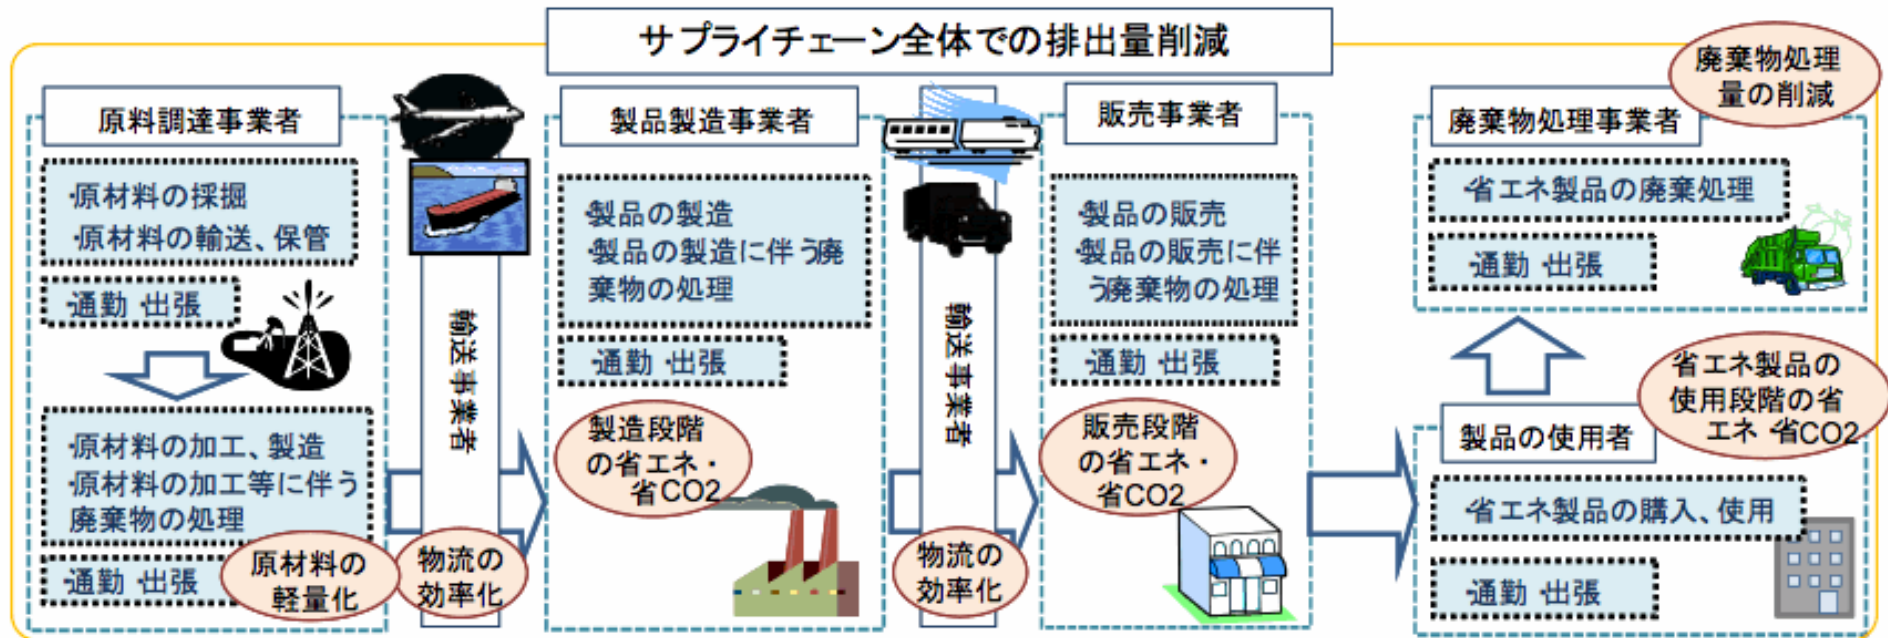 サプライチェーン全体での排出量削減
原料調達事業者
・原材料の採掘
・原材料の輸送、保管
・通勤・出張
・原材料の加工、製造
・原材料の加工等に伴う
廃棄物の処理
・通勤・出張
原材料の
軽量化
輸送事業者
物流の
効率化
製品製造事業者
・製品の製造
・製品の製造に伴う廃
棄物の処理
・通勤・出張
製造段階
の省エネ・
省CO2
輸送事業者
物流の
効率化
販売事業者
・製品の販売
・製品の販売に伴
う廃棄物の処理
・通勤・出張
販売段階
の省エネ・
省CO2
廃棄物処理
量の削減
廃棄物処理事業者
・省エネ製品の廃棄処理
・通勤・出張
省エネ製品の
使用段階の省
エネ・省CO2
製品の使用者
・省エネ製品の購入、使用
・通勤・出張